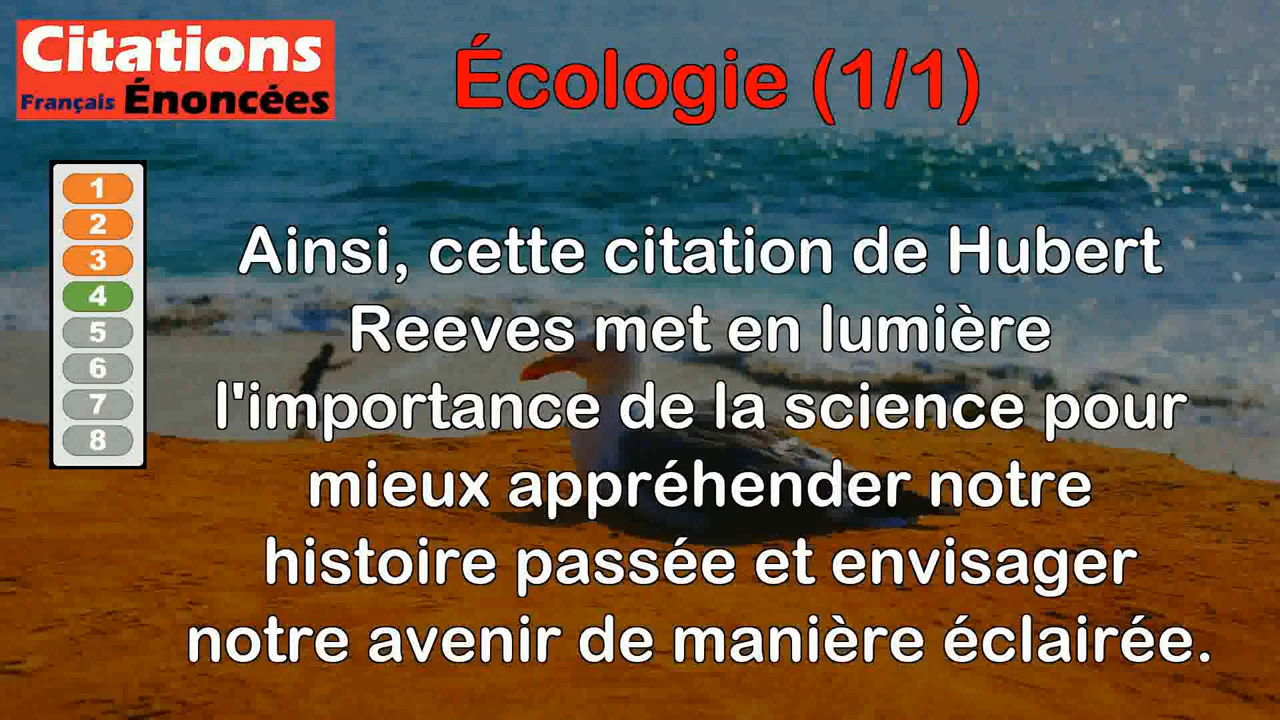 Citations
Français Énoncées
Écologie (1/1)
1
2
3
4
5
6
7
8
Ainsi, cette citation de Hubert
Reeves met en lumière
l'importance de la science pour
mieux appréhender notre
histoire passée et envisager
notre avenir de manière éclairée.